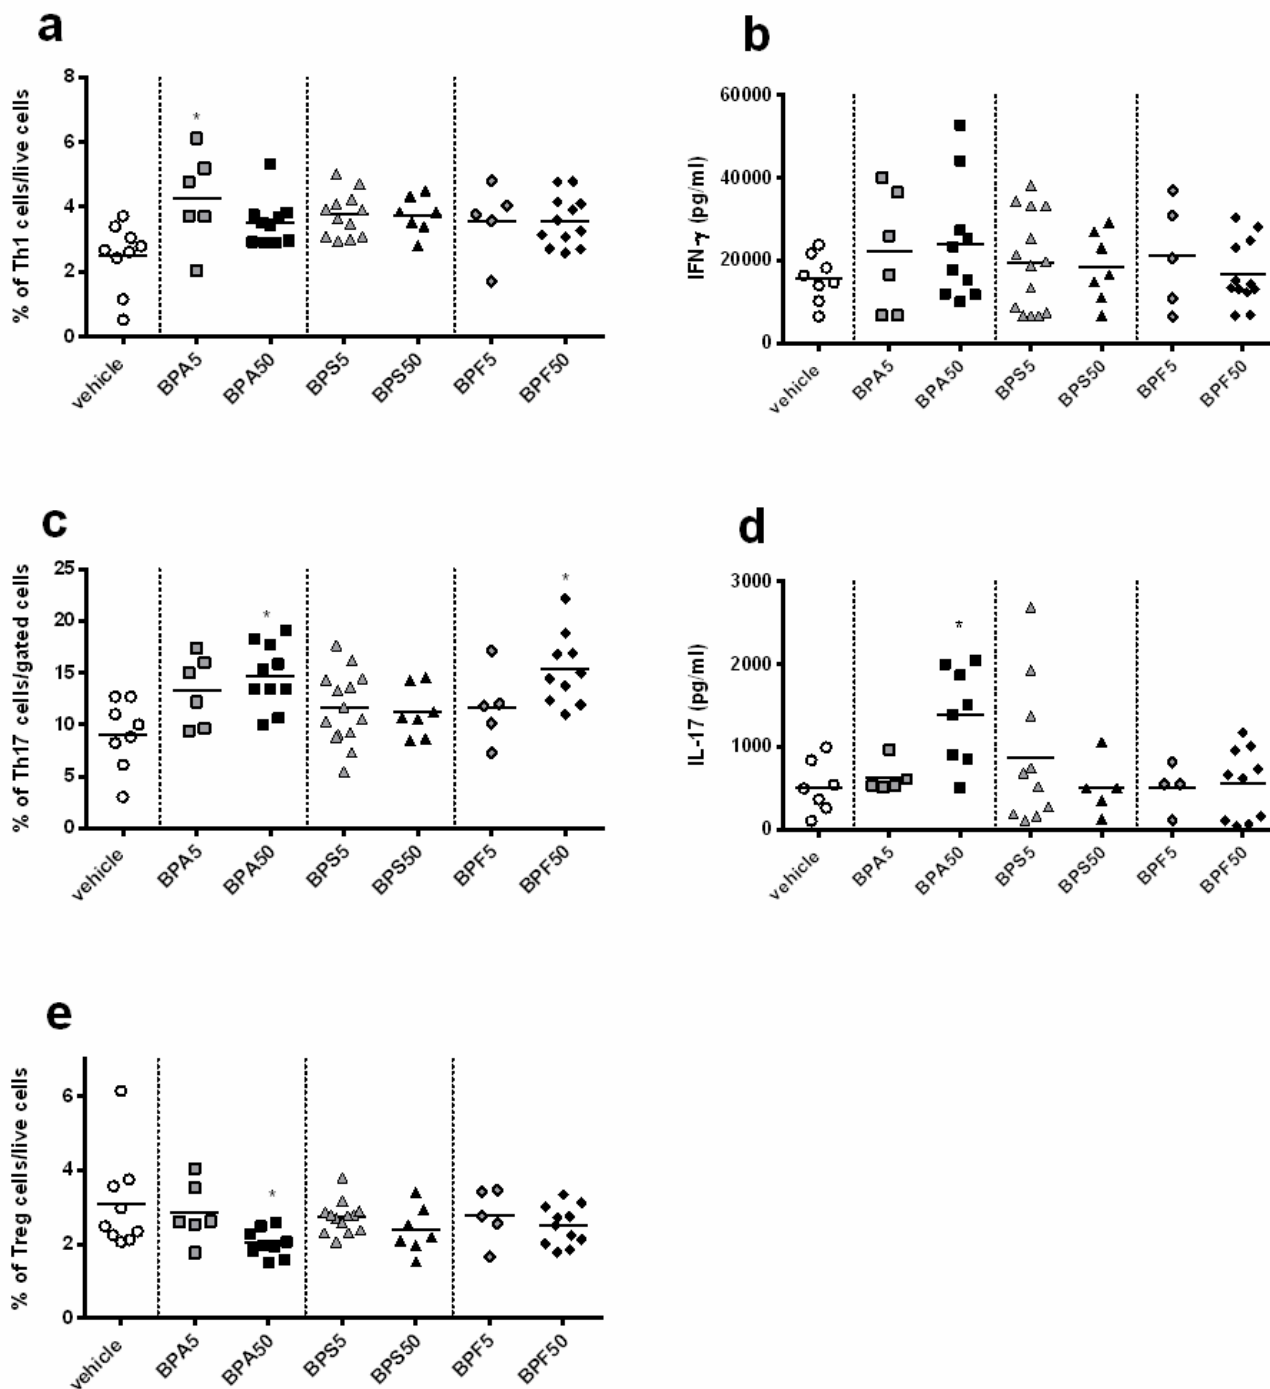 a
% of Th1 cells/live cells
8
6
4
2
0
*
vehicle
BPA5
BPA50
BPS5
BPS50
BPF5
BPF50
b
IFN-γ (pg/ml)
60000
40000
20000
0
vehicle
BPA5
BPA50
BPS5
BPS50
BPF5
BPF50
c
% of Th17 cells/gated cells
25
20
15
10
5
0
*
*
vehicle
BPA5
BPA50
BPS5
BPS50
BPF5
BPF50
d
IL-17 (pg/ml)
3000
2000
1000
0
*
vehicle
BPA5
BPA50
BPS5
BPS50
BPF5
BPF50
e
% of Treg cells/live cells
6
4
2
0
*
vehicle
BPA5
BPA50
BPS5
BPS50
BPF5
BPF50